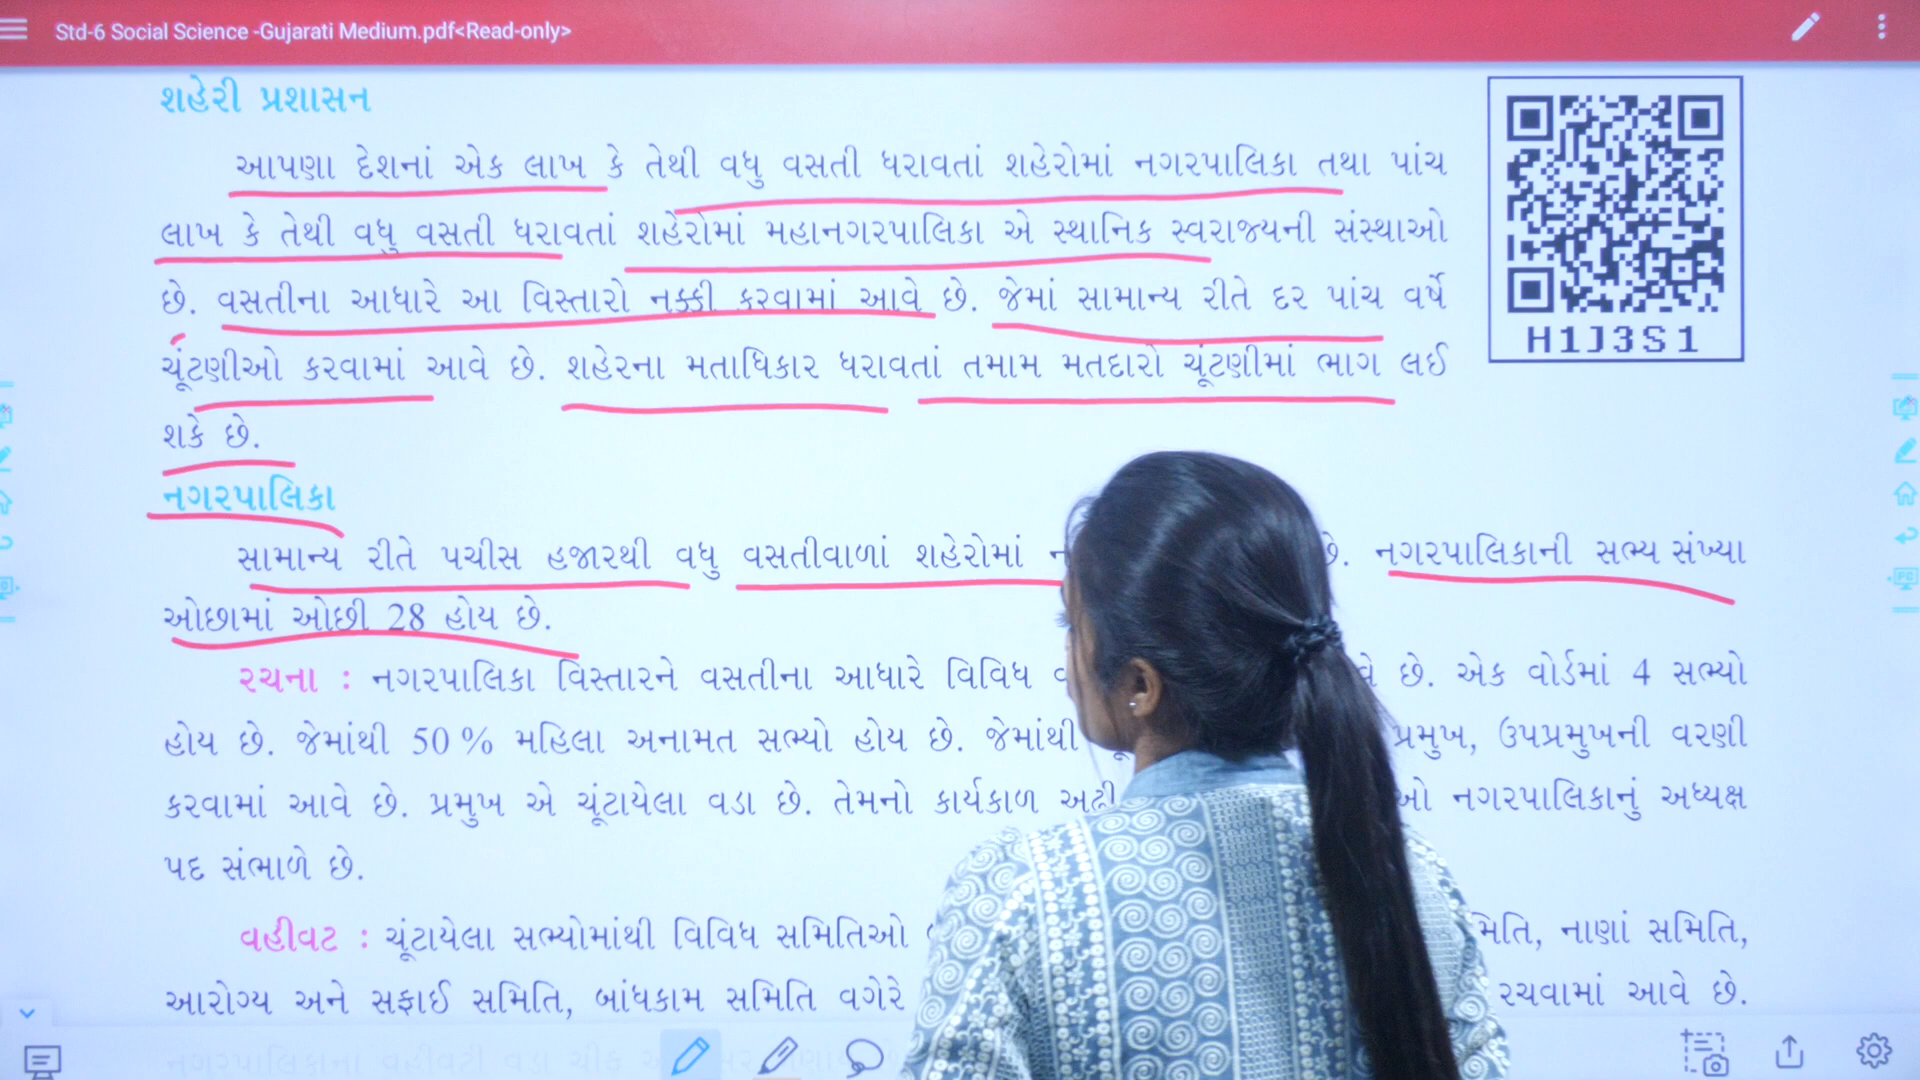 Std-6 Social Science -Gujarati Medium.pdf<Read-only>
શહેરી પ્રશાસન
આપણા દેશનાં એક લાખ કે તેથી વધુ વસતી ધરાવતાં શહેરોમાં નગરપાલિકા તથા પાંચ
લાખ કે તેથી વધુ વસતી ધરાવતાં શહેરોમાં મહાનગરપાલિકા એ સ્થાનિક સ્વરાજ્યની સંસ્થાઓ
છે. વસતીના આધારે આ વિસ્તારો નક્કી કરવામાં આવે છે. જેમાં સામાન્ય રીતે દર પાંચ વર્ષે
ચૂંટણીઓ કરવામાં આવે છે. શહેરના મતાધિકાર ધરાવતાં તમામ મતદારો ચૂંટણીમાં ભાગ લઈ
શકે છે.
H1J3S1
નગરપાલિકા
સામાન્ય રીતે પચીસ હજારથી વધુ વસતીવાળાં શહેરોમાં છે. નગરપાલિકાની સભ્ય સંખ્યા
ઓછામાં ઓછી 28 હોય છે.
રચના : નગરપાલિકા વિસ્તારને વસતીના આધારે વિવિધ છે. એક વોર્ડમાં 4 સભ્યો
હોય છે. જેમાંથી 50 % મહિલા અનામત સભ્યો હોય છે. જેમાંથી પ્રમુખ, ઉપપ્રમુખની વરણી
કરવામાં આવે છે. પ્રમુખ એ ચૂંટાયેલા વડા છે. તેમનો કાર્યકાળ અઢી નગરપાલિકાનું અધ્યક્ષ
પદ સંભાળે છે.
વહીવટ : ચૂંટાયેલા સભ્યોમાંથી વિવિધ સમિતિઓ નાણાં સમિતિ,
આરોગ્ય અને સફાઈ સમિતિ, બાંધકામ સમિતિ વગેરે રચવામાં આવે છે.